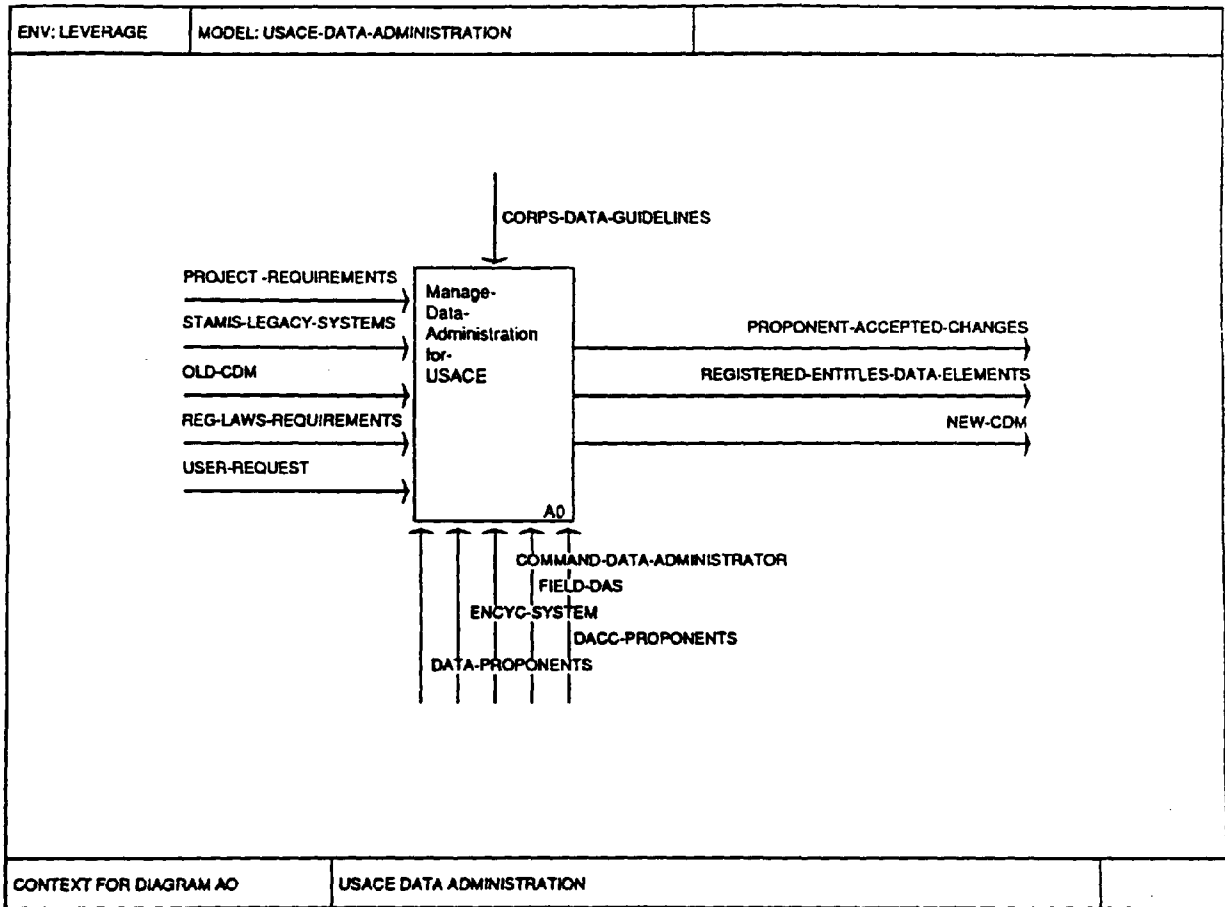 ENV: LEVERAGE
MODEL: USACE-DATA-ADMINISTRATION
CORPS-DATA-GUIDELINES
PROJECT -REQUIREMENTS
STAMIS-LEGACY-SYSTEMS
OLD-CDM
REG-LAWS-REQUIREMENTS
USER-REQUEST
Manage-
Data-
Administration
for-
USACE
A0
PROPONENT-ACCEPTED-CHANGES
REGISTERED-ENTITLES-DATA-ELEMENTS
NEW-CDM
COMMAND-DATA-ADMINISTRATOR
FIELD-DAS
ENCYC-SYSTEM
DACC-PROPONENTS
DATA-PROPONENTS
CONTEXT FOR DIAGRAM AO
USACE DATA ADMINISTRATION